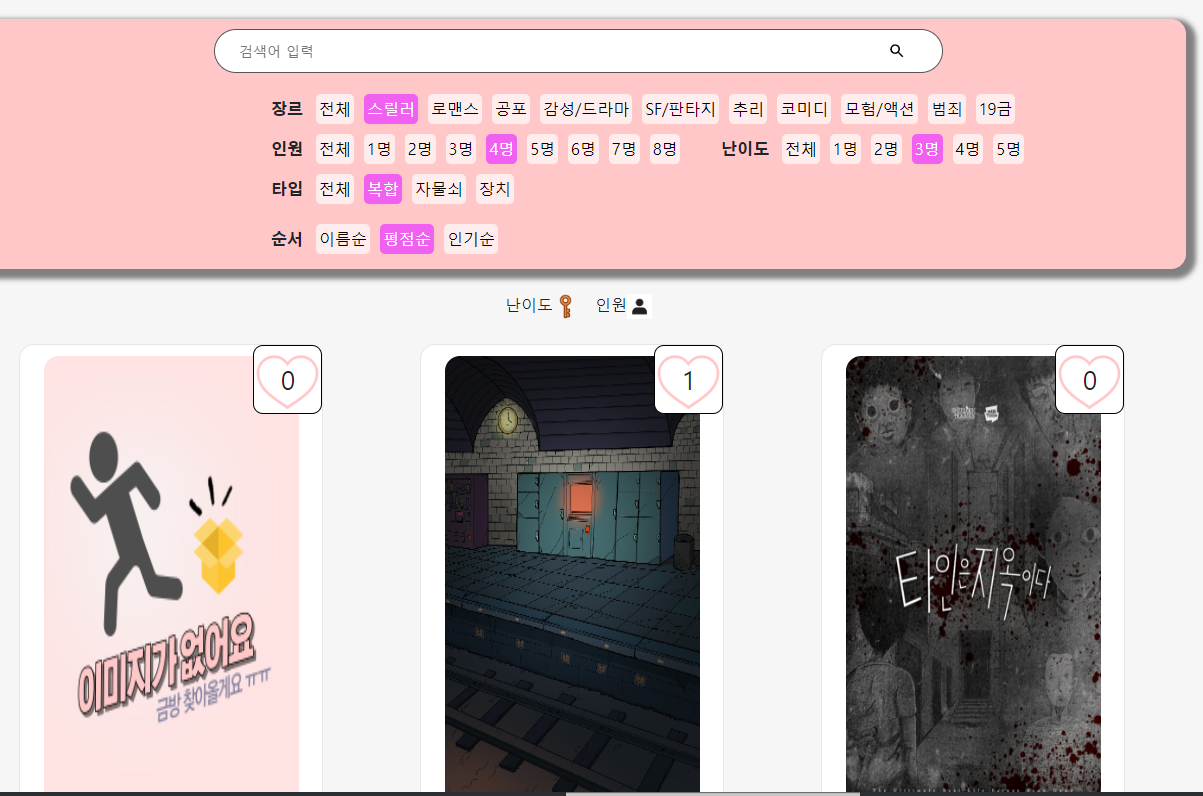 검색어 입력
장르 전체 스릴러 로맨스 공포 감성/드라마 SF/판타지 추리 코미디 모험/액션 범죄 19금
인원 전체 1명 2명 3명 4명 5명 6명 7명 8명 난이도 전체 1명 2명 3명 4명 5명
타입 전체 복합 자물쇠 장치
순서 이름순 평점순 인기순
난이도 인원
0 1 0
이미지가 없어요
금방 찾아올게요 ㅠㅠ
타인은 지옥이다